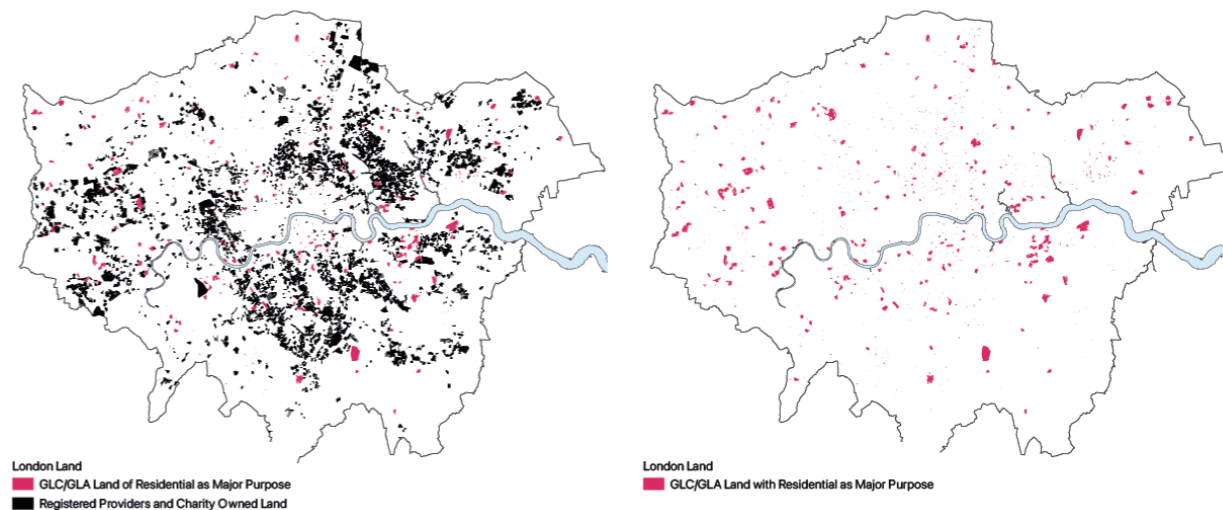 London Land
GLC/GLA Land of Residential as Major Purpose
Registered Providers and Charity Owned Land
London Land
GLC/GLA Land with Residential as Major Purpose